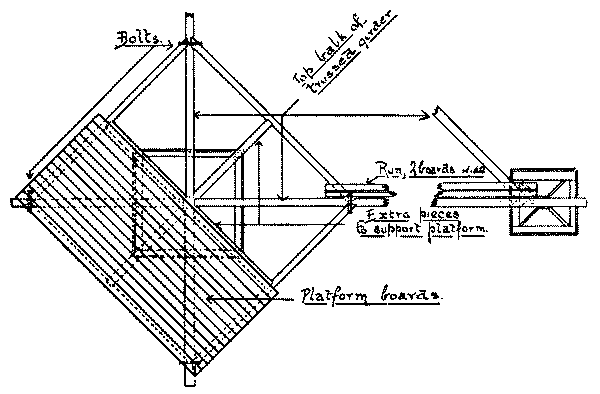 Bolts.
Top balk of
trussed girder
Run, 2 boards wide
Extra pieces
to support platform.
Platform boards.